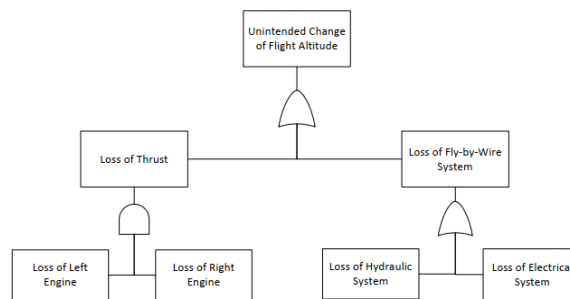 Unintended Change
of Flight Altitude
Loss of Thrust
Loss of Fly-by-Wire
System
Loss of Left
Engine
Loss of Right
Engine
Loss of Hydraulic
System
Loss of Electrical
System